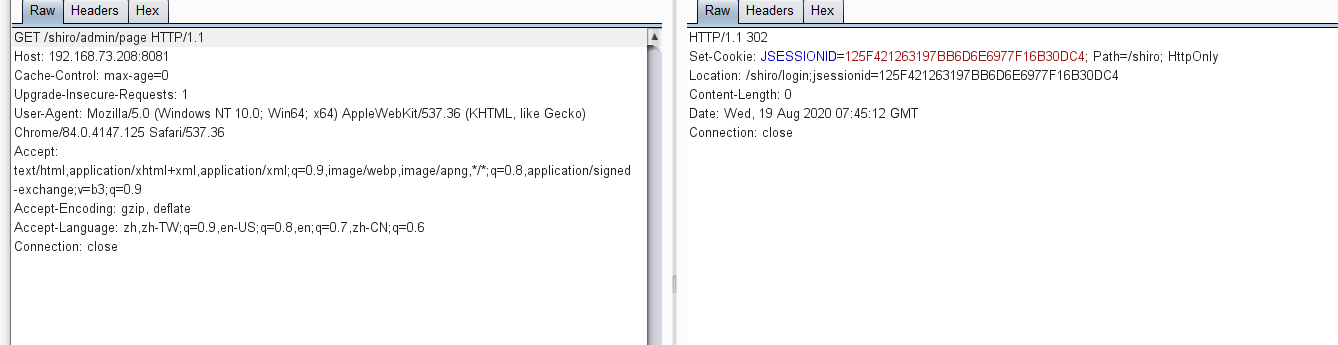 Raw Headers Hex
GET /shiro/admin/page HTTP/1.1
Host: 192.168.73.208:8081
Cache-Control: max-age=0
Upgrade-Insecure-Requests: 1
User-Agent: Mozilla/5.0 (Windows NT 10.0; Win64; x64) AppleWebKit/537.36 (KHTML, like Gecko)
Chrome/84.0.4147.125 Safari/537.36
Accept:
text/html,application/xhtml+xml,application/xml;q=0.9,image/webp,image/apng,*/*;q=0.8,application/signed
-exchange;v=b3;q=0.9
Accept-Encoding: gzip, deflate
Accept-Language: zh,zh-TW;q=0.9,en-US;q=0.8,en;q=0.7,zh-CN;q=0.6
Connection: close
Raw Headers Hex
HTTP/1.1 302
Set-Cookie: JSESSIONID=125F421263197BB6D6E6977F16B30DC4; Path=/shiro; HttpOnly
Location: /shiro/login;jsessionid=125F421263197BB6D6E6977F16B30DC4
Content-Length: 0
Date: Wed, 19 Aug 2020 07:45:12 GMT
Connection: close